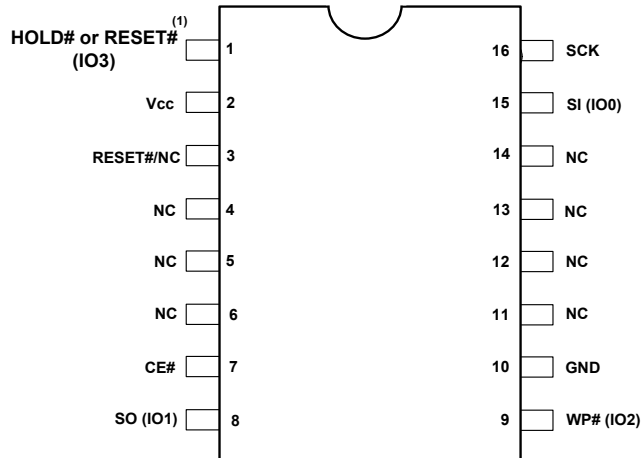 (1)
HOLD# or RESET# 1 16 SCK
(IO3)
Vcc 2 15 SI (IO0)
RESET#/NC 3 14 NC
NC 4 13 NC
NC 5 12 NC
NC 6 11 NC
CE# 7 10 GND
SO (IO1) 8 9 WP# (IO2)